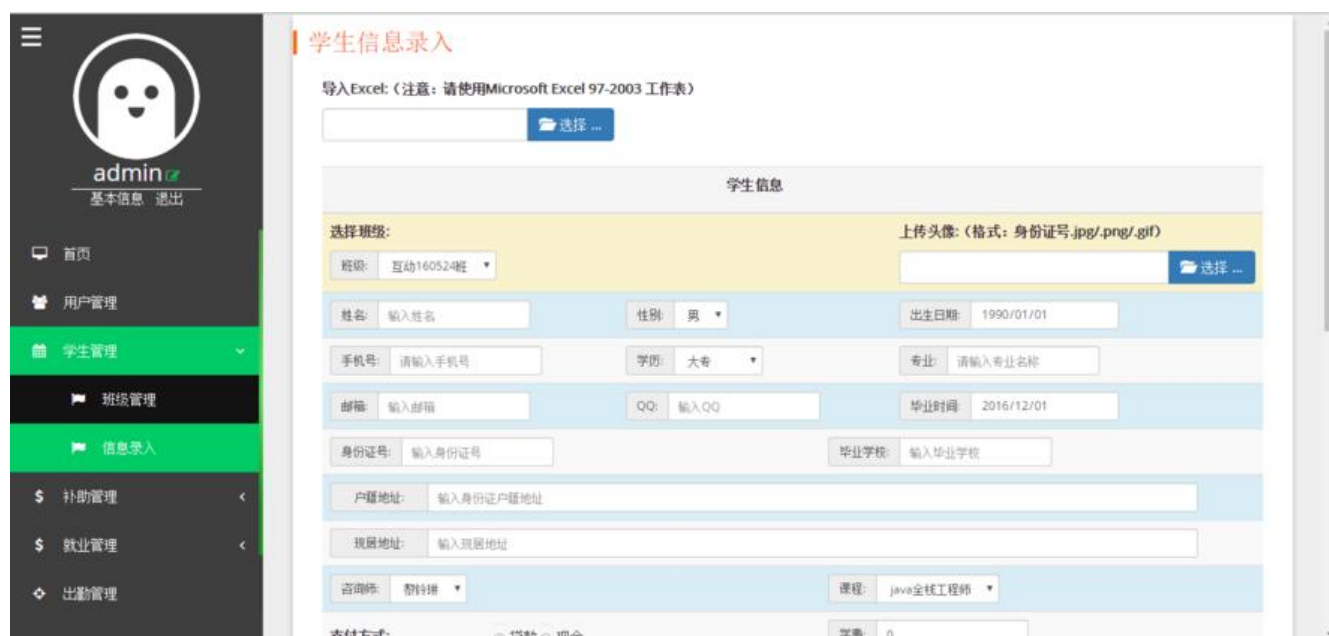 学生信息录入
导入Excel:（注意：请使用Microsoft Excel 97-2003 工作表）
选择 ...
admin
基本信息 退出
学生信息
选择班级: 上传头像:（格式：身份证号.jpg/.png/.gif）
首页
班级: 互动160524班 选择 ...
用户管理
姓名: 输入姓名 性别: 男 出生日期: 1990/01/01
学生管理
手机号: 请输入手机号 学历: 大专 专业: 请输入专业名称
班级管理
邮箱: 输入邮箱 QQ: 输入QQ 毕业时间: 2016/12/01
信息录入
身份证号: 输入身份证号 毕业学校: 输入毕业学校
补助管理
户籍地址: 输入身份证户籍地址
就业管理
现居地址: 输入现居地址
出勤管理
咨询师: 课程: java全栈工程师
支付方式: 贷款 现金 学费: 0